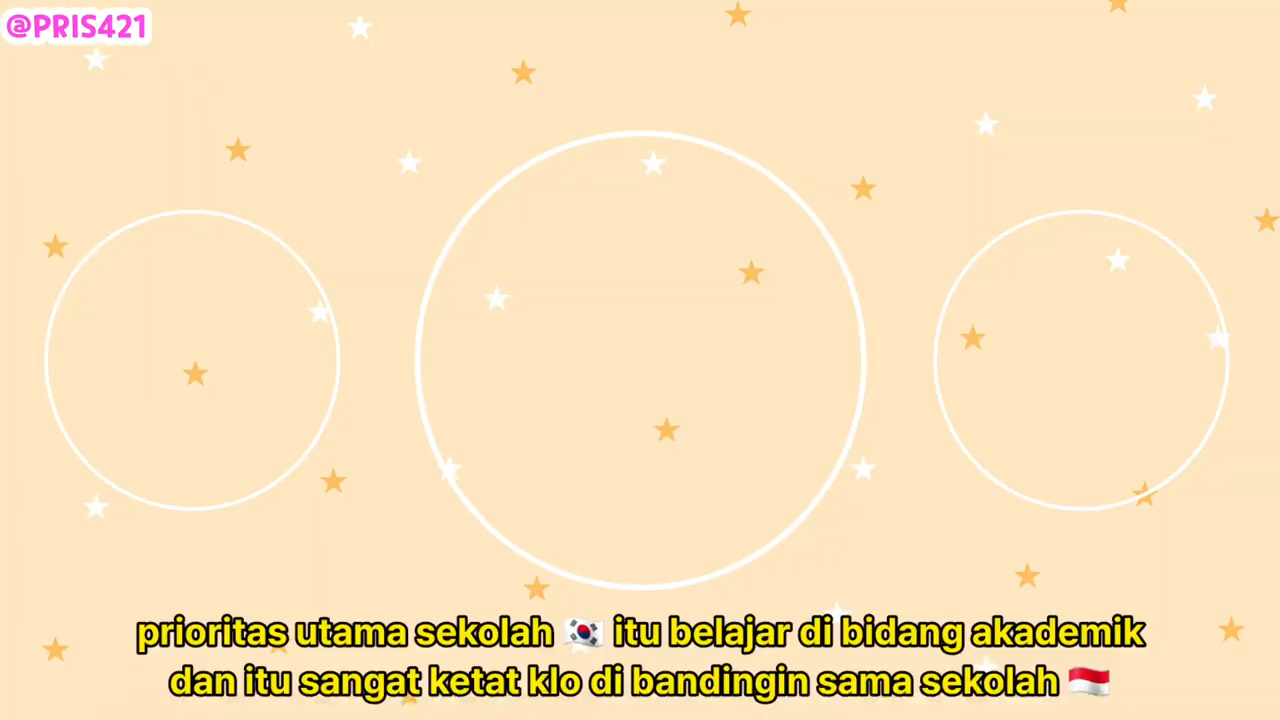 @PRIS421
prioritas utama sekolah 🇰🇷 itu belajar di bidang akademik
dan itu sangat ketat klo di bandingin sama sekolah 🇮🇩